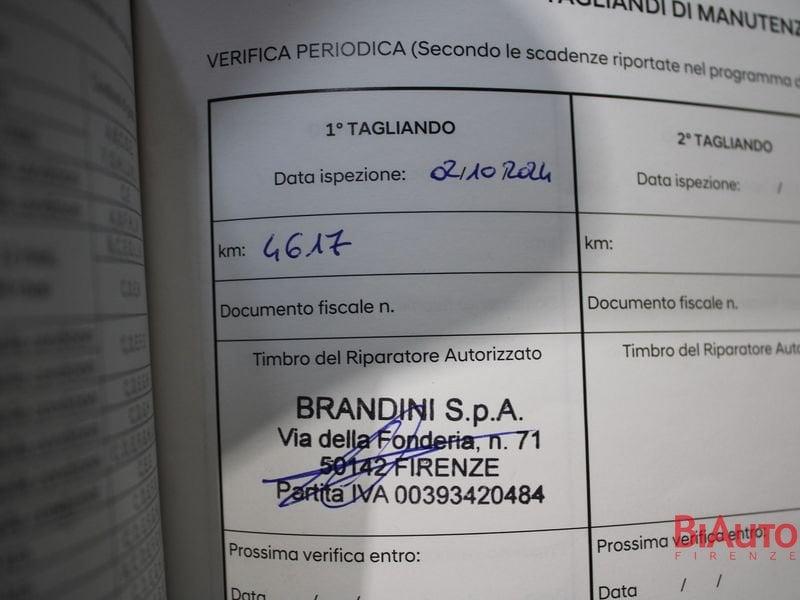 TAGLIANDI DI MANUTENZ
VERIFICA PERIODICA (Secondo le scadenze riportate nel programma d
1° TAGLIANDO
Data ispezione: 02/10 2024
km: 4617
Documento fiscale n.
Timbro del Riparatore Autorizzato
BRANDINI S.p.A.
Via della Fonderia, n. 71
50142 FIRENZE
Partita IVA 00393420484
Prossima verifica entro:
Data / /
2° TAGLIANDO
Data ispezione: /
km:
Documento fiscale n.
Timbro del Riparatore Auto
Prossima verifica entro:
Data / /
BiAUTO
FIRENZE